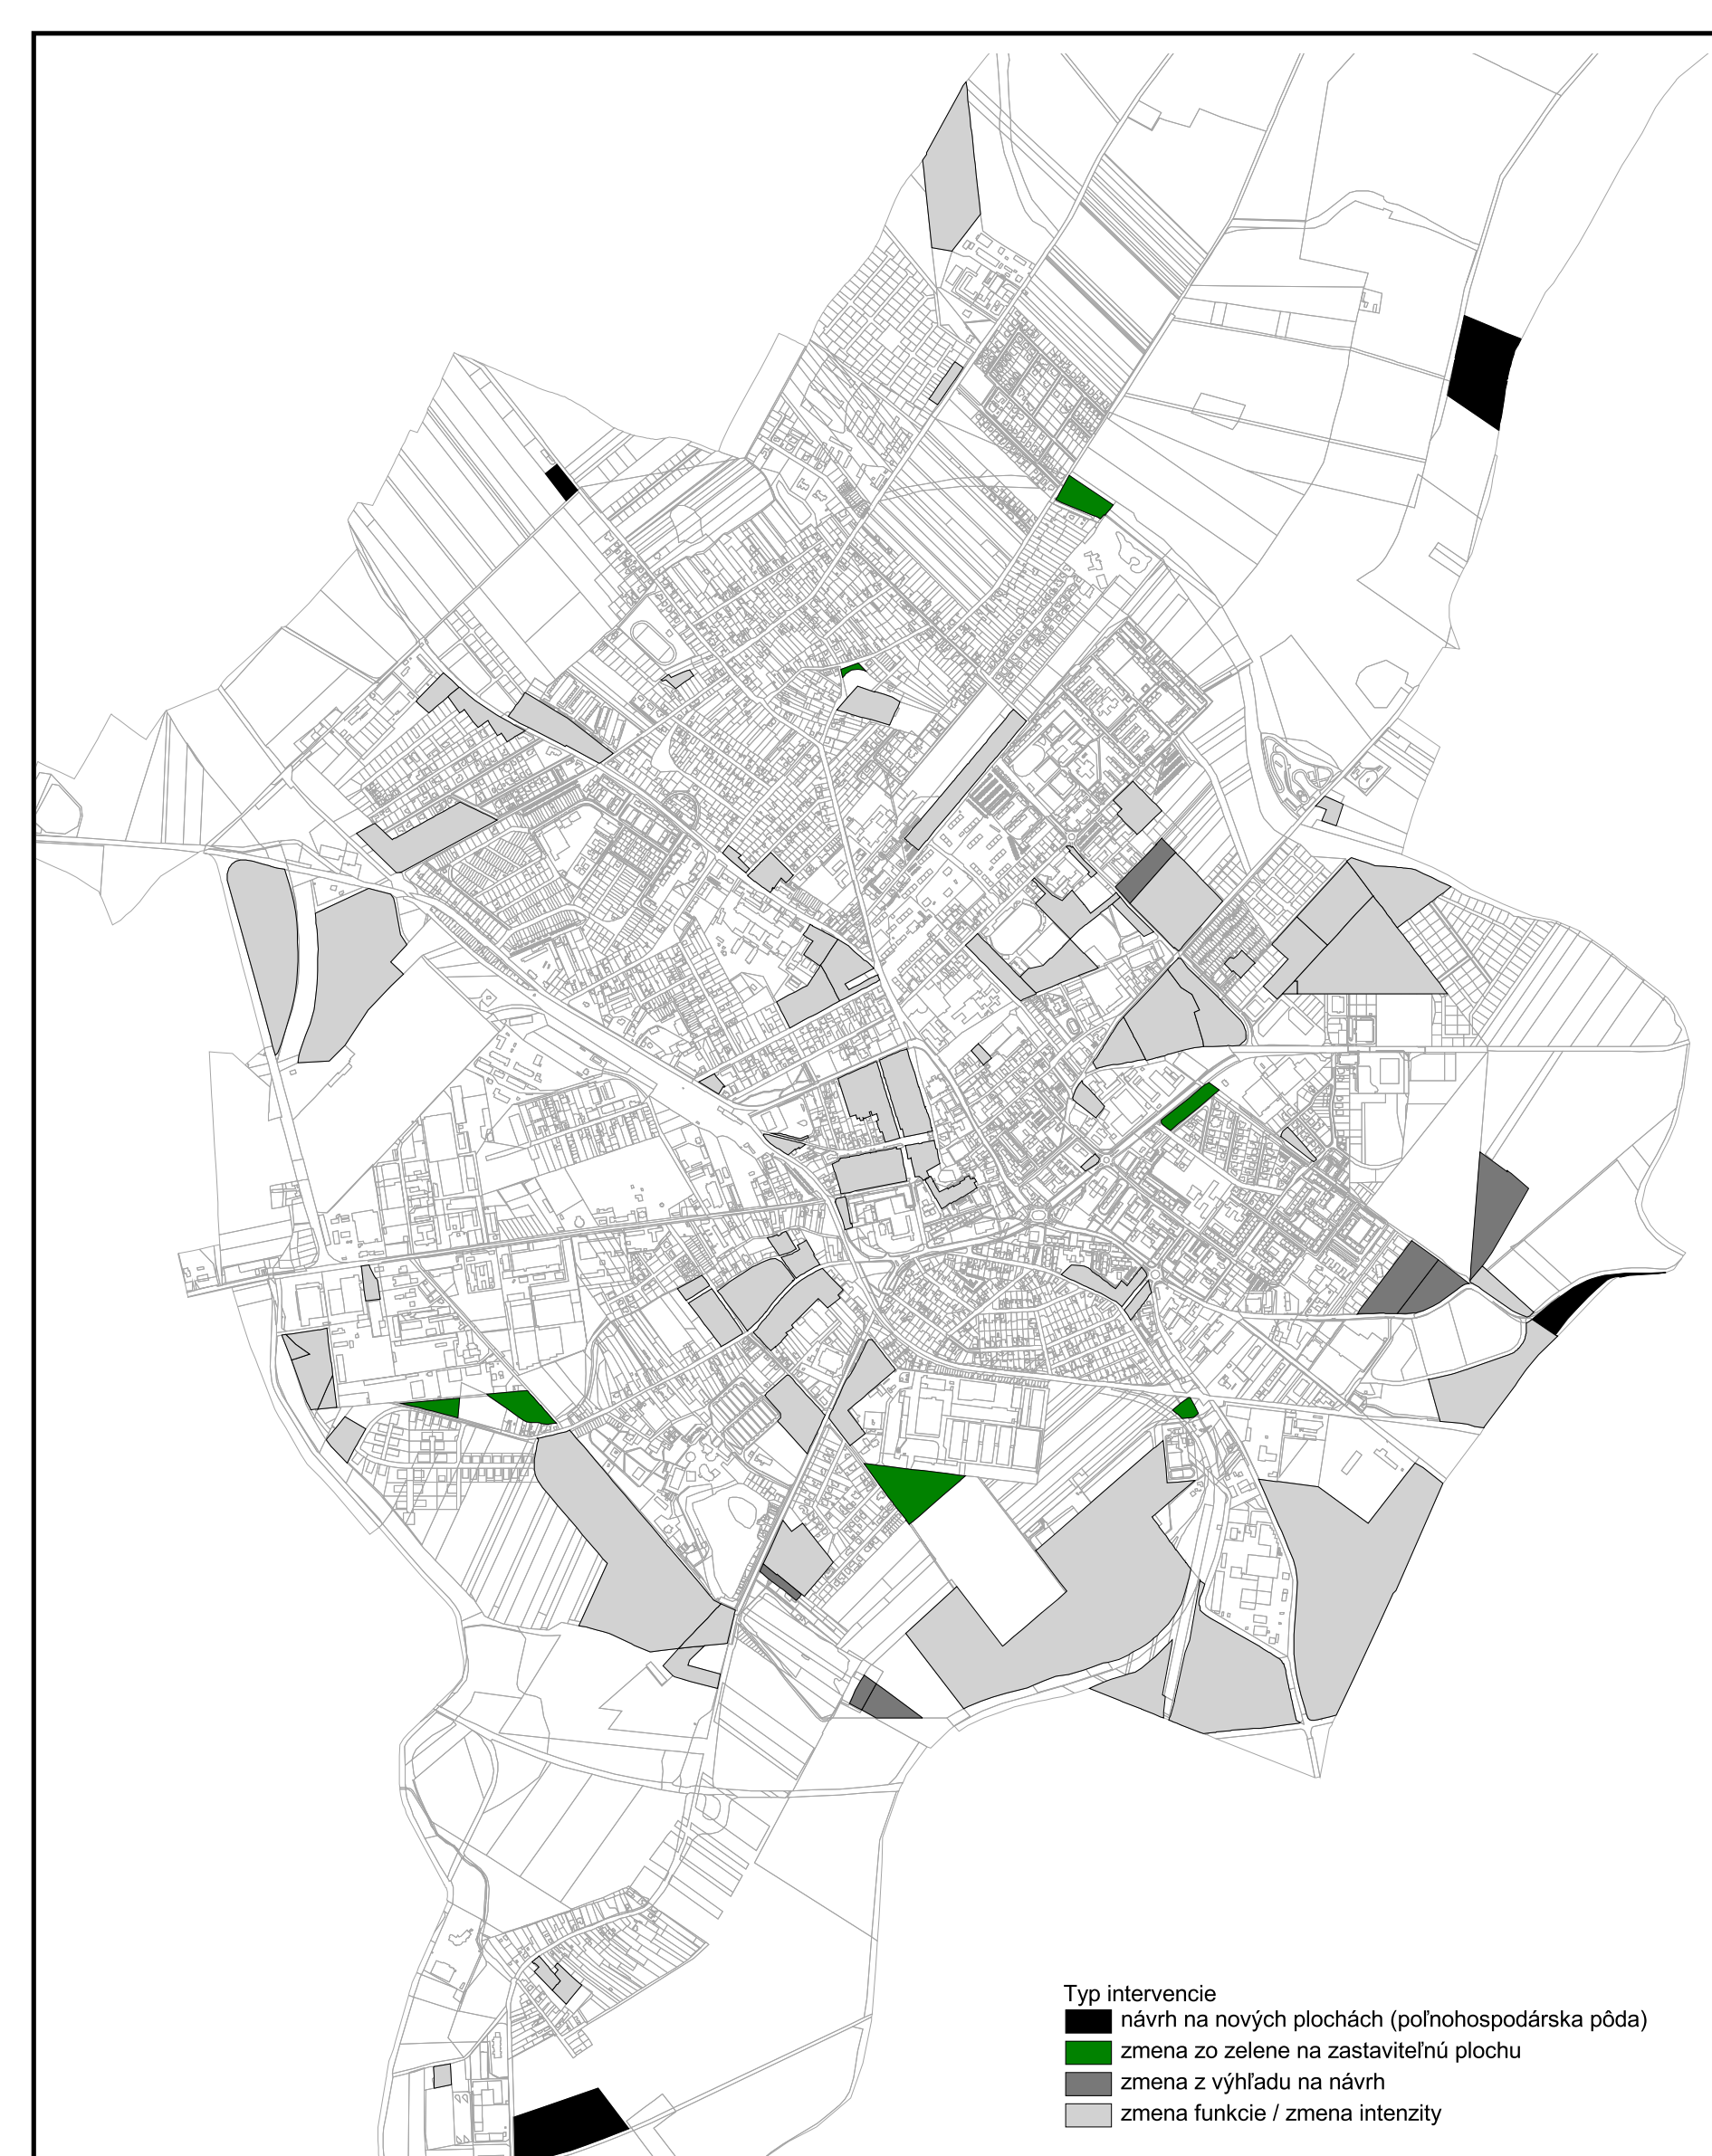 Typ intervencie
návrh na nových plochách (poľnohospodárska pôda)
zmena zo zelene na zastaviteľnú plochu
zmena z výhľadu na návrh
zmena funkcie / zmena intenzity